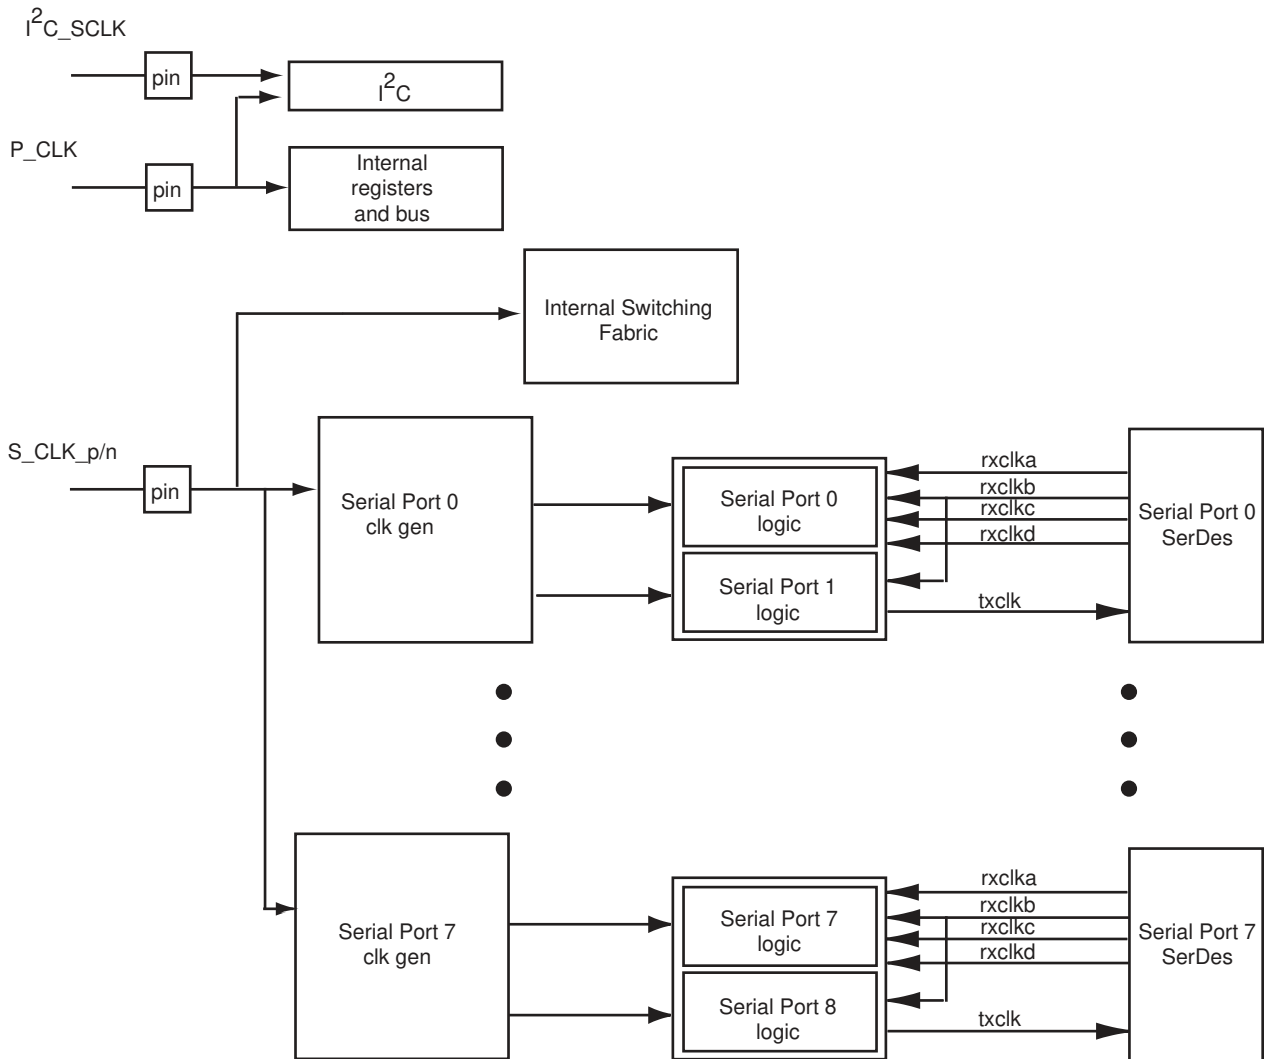 I²C_SCLK
pin
I²C
P_CLK
pin
Internal
registers
and bus
Internal Switching
Fabric
S_CLK_p/n
pin
Serial Port 0
clk gen
Serial Port 0
logic
Serial Port 1
logic
rxclka
rxclkb
rxclkc
rxclkd
txclk
Serial Port 0
SerDes
Serial Port 7
clk gen
Serial Port 7
logic
Serial Port 8
logic
rxclka
rxclkb
rxclkc
rxclkd
txclk
Serial Port 7
SerDes